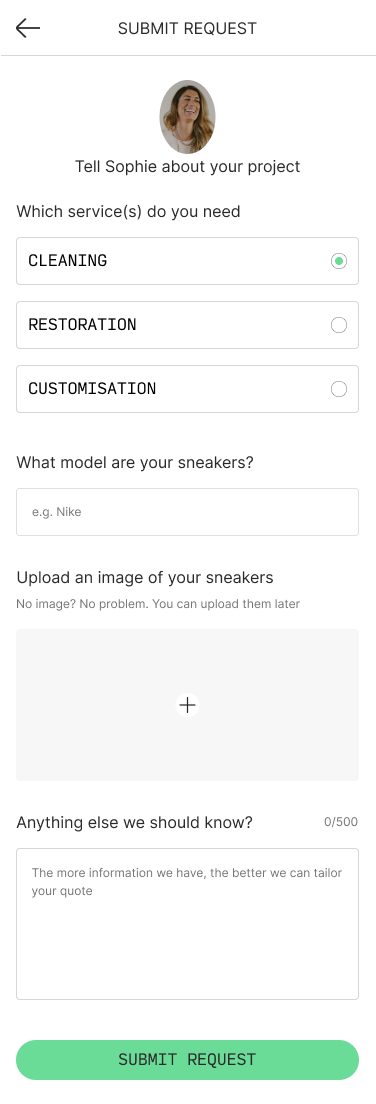 SUBMIT REQUEST
Tell Sophie about your project
Which service(s) do you need
CLEANING
RESTORATION
CUSTOMISATION
What model are your sneakers?
e.g. Nike
Upload an image of your sneakers
No image? No problem. You can upload them later
Anything else we should know? 0/500
The more information we have, the better we can tailor
your quote
SUBMIT REQUEST